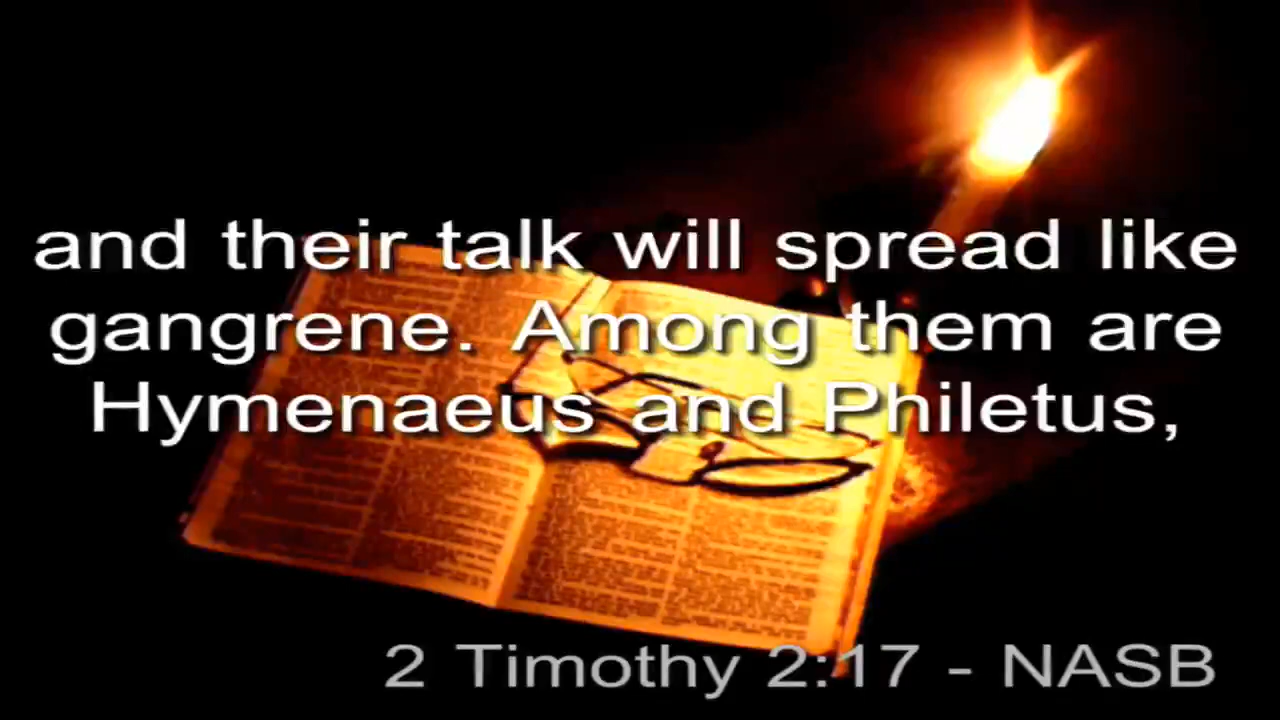 and their talk will spread like
gangrene. Among them are
Hymenaeus and Philetus,
2 Timothy 2:17 - NASB